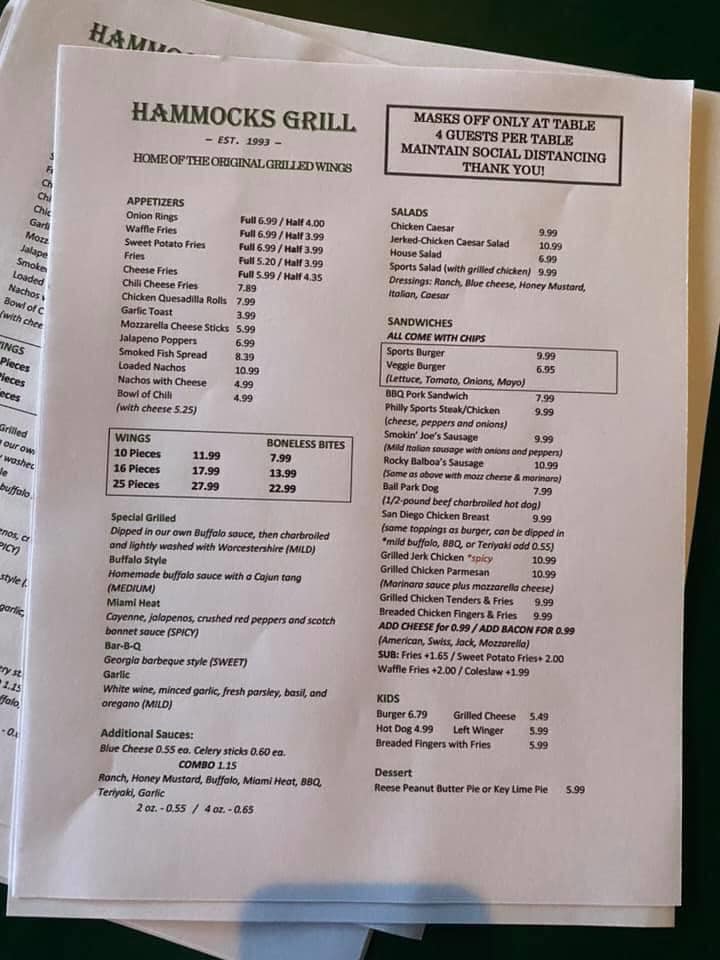 HAMMOCKS GRILL
– EST. 1993 –
HOME OF THE ORIGINAL GRILLED WINGS
MASKS OFF ONLY AT TABLE
4 GUESTS PER TABLE
MAINTAIN SOCIAL DISTANCING
THANK YOU!
APPETIZERS
Onion Rings Full 6.99 / Half 4.00
Waffle Fries Full 6.99 / Half 3.99
Sweet Potato Fries Full 6.99 / Half 3.99
Fries Full 5.20 / Half 3.99
Cheese Fries Full 5.99 / Half 4.35
Chili Cheese Fries 7.89
Chicken Quesadilla Rolls 7.99
Garlic Toast 3.99
Mozzarella Cheese Sticks 5.99
Jalapeno Poppers 6.99
Smoked Fish Spread 8.39
Loaded Nachos 10.99
Nachos with Cheese 4.99
Bowl of Chili 4.99
(with cheese 5.25)
WINGS BONELESS BITES
10 Pieces 11.99 7.99
16 Pieces 17.99 13.99
25 Pieces 27.99 22.99
Special Grilled
Dipped in our own Buffalo sauce, then charbroiled
and lightly washed with Worcestershire (MILD)
Buffalo Style
Homemade buffalo sauce with a Cajun tang
(MEDIUM)
Miami Heat
Cayenne, jalapenos, crushed red peppers and scotch
bonnet sauce (SPICY)
Bar-B-Q
Georgia barbeque style (SWEET)
Garlic
White wine, minced garlic, fresh parsley, basil, and
oregano (MILD)
Additional Sauces:
Blue Cheese 0.55 ea. Celery sticks 0.60 ea.
COMBO 1.15
Ranch, Honey Mustard, Buffalo, Miami Heat, BBQ,
Teriyaki, Garlic
2 oz. - 0.55 / 4 oz. - 0.65
SALADS
Chicken Caesar 9.99
Jerked-Chicken Caesar Salad 10.99
House Salad 6.99
Sports Salad (with grilled chicken) 9.99
Dressings: Ranch, Blue cheese, Honey Mustard,
Italian, Caesar
SANDWICHES
ALL COME WITH CHIPS
Sports Burger 9.99
Veggie Burger 6.95
(Lettuce, Tomato, Onions, Mayo)
BBQ Pork Sandwich 7.99
Philly Sports Steak/Chicken 9.99
(cheese, peppers and onions)
Smokin' Joe's Sausage 9.99
(Mild Italian sausage with onions and peppers)
Rocky Balboa's Sausage 10.99
(Same as above with mozz cheese & marinara)
Ball Park Dog 7.99
(1/2-pound beef charbroiled hot dog)
San Diego Chicken Breast 9.99
(same toppings as burger, can be dipped in
*mild buffalo, BBQ, or Teriyaki add 0.55)
Grilled Jerk Chicken *spicy 10.99
Grilled Chicken Parmesan 10.99
(Marinara sauce plus mozzarella cheese)
Grilled Chicken Tenders & Fries 9.99
Breaded Chicken Fingers & Fries 9.99
ADD CHEESE for 0.99 / ADD BACON FOR 0.99
(American, Swiss, Jack, Mozzarella)
SUB: Fries +1.65 / Sweet Potato Fries+ 2.00
Waffle Fries +2.00 / Coleslaw +1.99
KIDS
Burger 6.79 Grilled Cheese 5.49
Hot Dog 4.99 Left Winger 5.99
Breaded Fingers with Fries 5.99
Dessert
Reese Peanut Butter Pie or Key Lime Pie 5.99